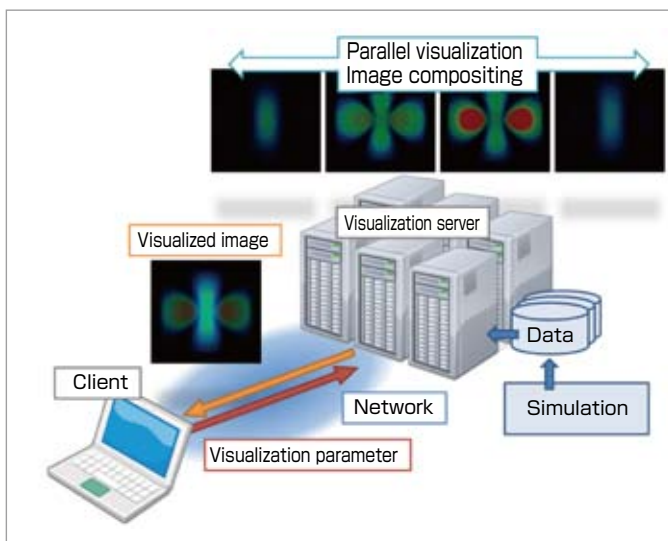 Parallel visualization
Image compositing
Visualization server
Visualized image
Data
Client
Simulation
Network
Visualization parameter